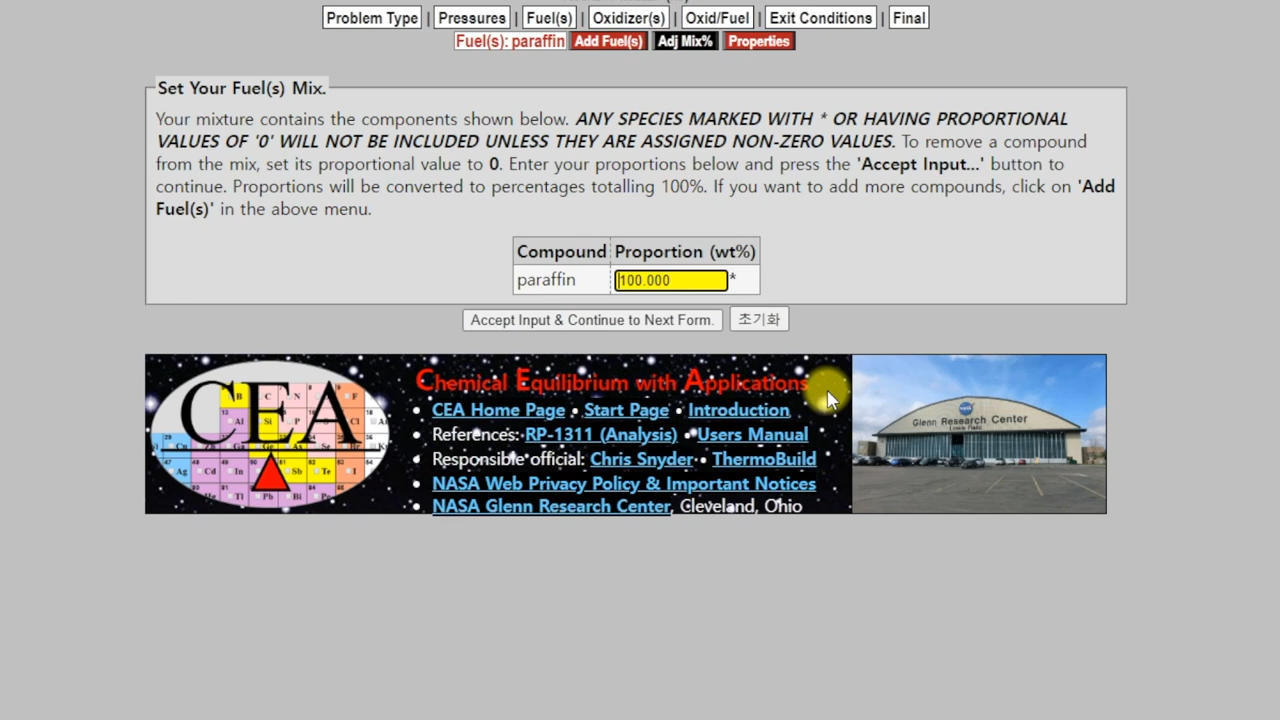 Problem Type | Pressures | Fuel(s) | Oxidizer(s) | Oxid/Fuel | Exit Conditions | Final
Fuel(s): paraffin Add Fuel(s) Adj Mix% Properties
Set Your Fuel(s) Mix.
Your mixture contains the components shown below. ANY SPECIES MARKED WITH * OR HAVING PROPORTIONAL
VALUES OF '0' WILL NOT BE INCLUDED UNLESS THEY ARE ASSIGNED NON-ZERO VALUES. To remove a compound
from the mix, set its proportional value to 0. Enter your proportions below and press the 'Accept Input...' button to
continue. Proportions will be converted to percentages totalling 100%. If you want to add more compounds, click on 'Add
Fuel(s)' in the above menu.
Compound Proportion (wt%)
paraffin 100.000 *
Accept Input & Continue to Next Form. 초기화
CEA
Chemical Equilibrium with Applications
• CEA Home Page • Start Page • Introduction
• References: RP-1311 (Analysis) • Users Manual
• Responsible official: Chris Snyder • ThermoBuild
• NASA Web Privacy Policy & Important Notices
• NASA Glenn Research Center, Cleveland, Ohio
Glenn Research Center